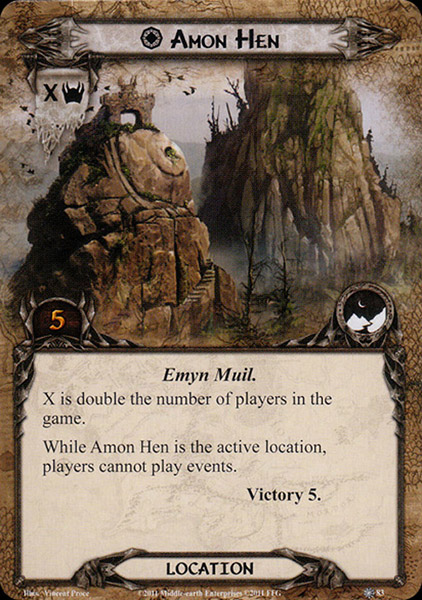 Amon Hen
X
5
Emyn Muil.
X is double the number of players in the
game.
While Amon Hen is the active location,
players cannot play events.
Victory 5.
LOCATION
Illus. Vincent Proce ©2011 Middle-earth Enterprises ©2011 FFG 83